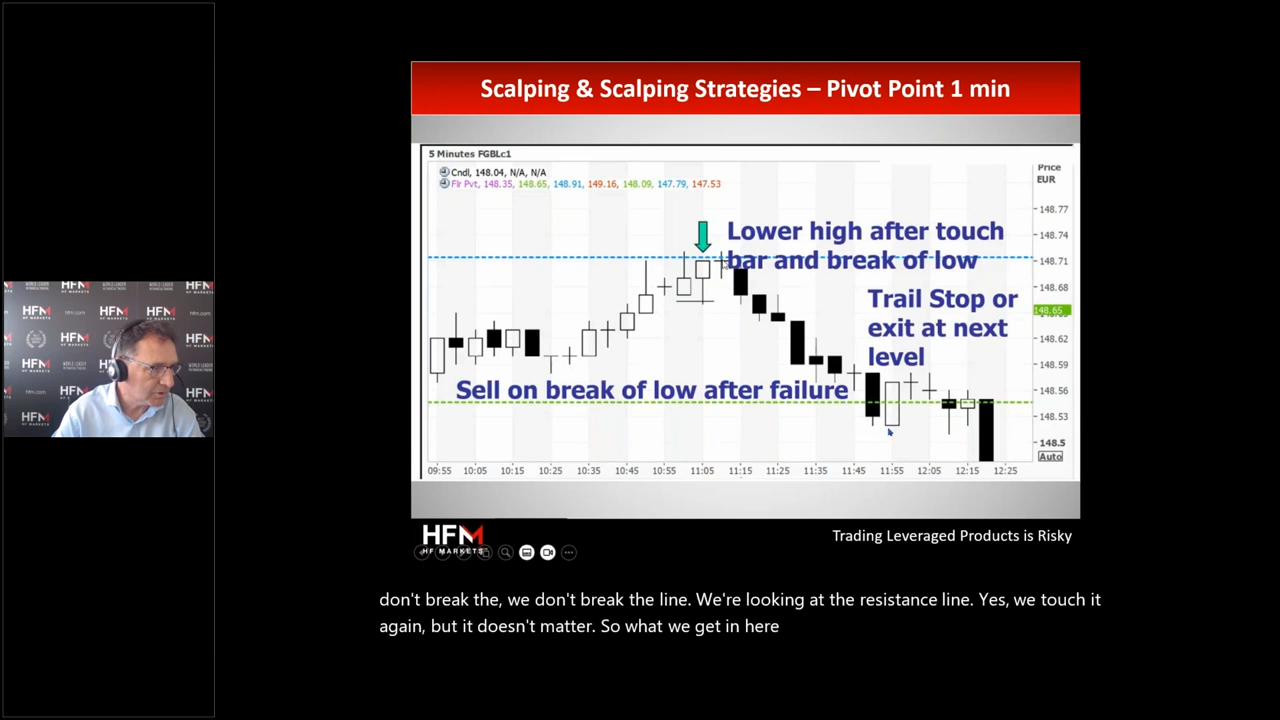 Scalping & Scalping Strategies – Pivot Point 1 min
5 Minutes FGBLc1
Cndl, 148.04, N/A, N/A
Flr Pvt, 148.35, 148.65, 148.91, 149.16, 148.09, 147.79, 147.53
Price
EUR
148.77
148.74
148.71
148.68
148.65
148.62
148.59
148.56
148.53
148.5
Auto
Lower high after touch
bar and break of low
Trail Stop or
exit at next
level
Sell on break of low after failure
09:55 10:05 10:15 10:25 10:35 10:45 10:55 11:05 11:15 11:25 11:35 11:45 11:55 12:05 12:15 12:25
HFM
HF MARKETS
Trading Leveraged Products is Risky
don't break the, we don't break the line. We're looking at the resistance line. Yes, we touch it
again, but it doesn't matter. So what we get in here